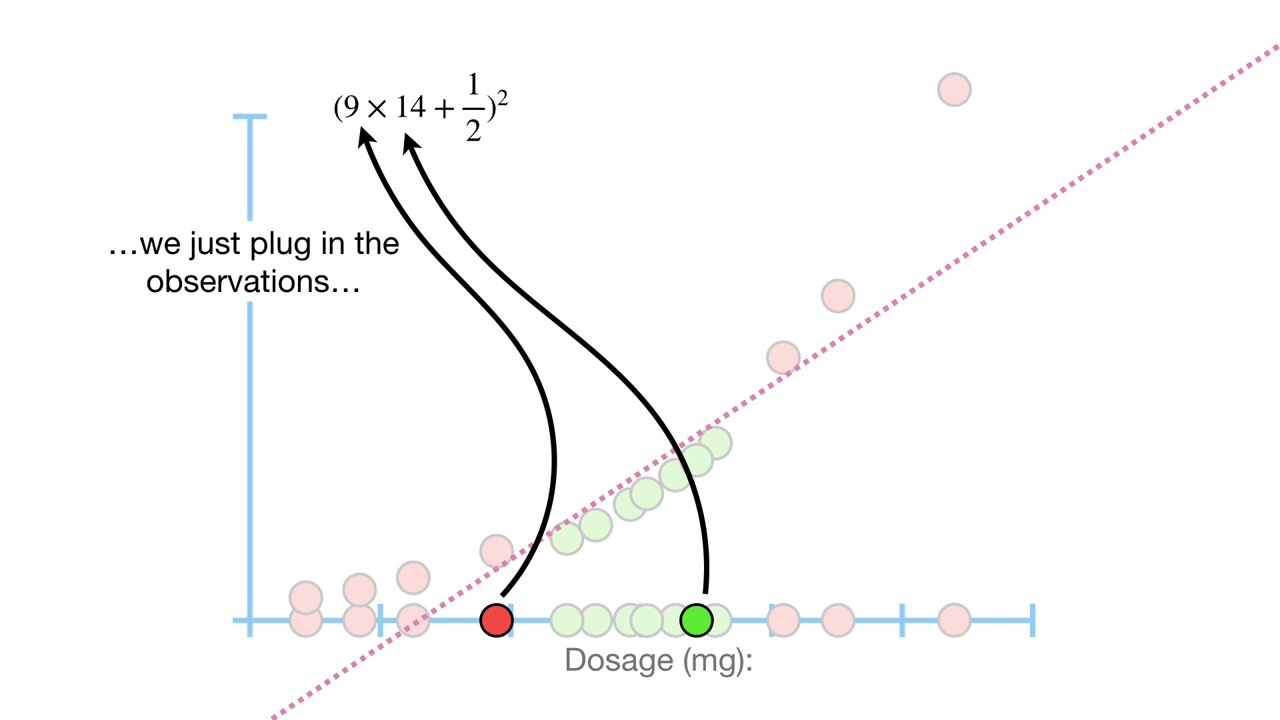 (9 × 14 + 1/2)²
…we just plug in the
observations…
Dosage (mg):